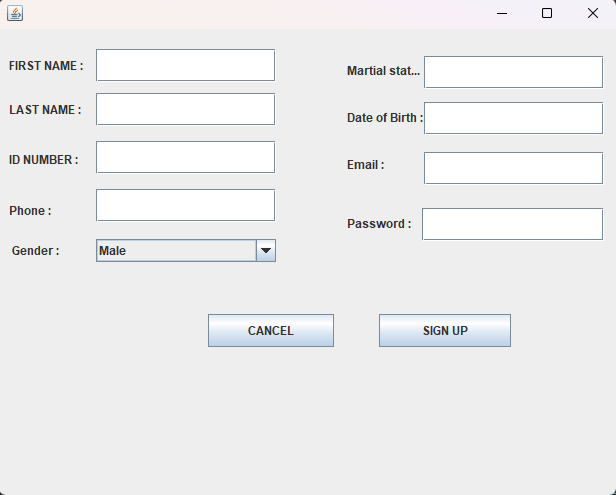 FIRST NAME :
LAST NAME :
ID NUMBER :
Phone :
Gender :
Male
Martial stat...
Date of Birth :
Email :
Password :
CANCEL
SIGN UP